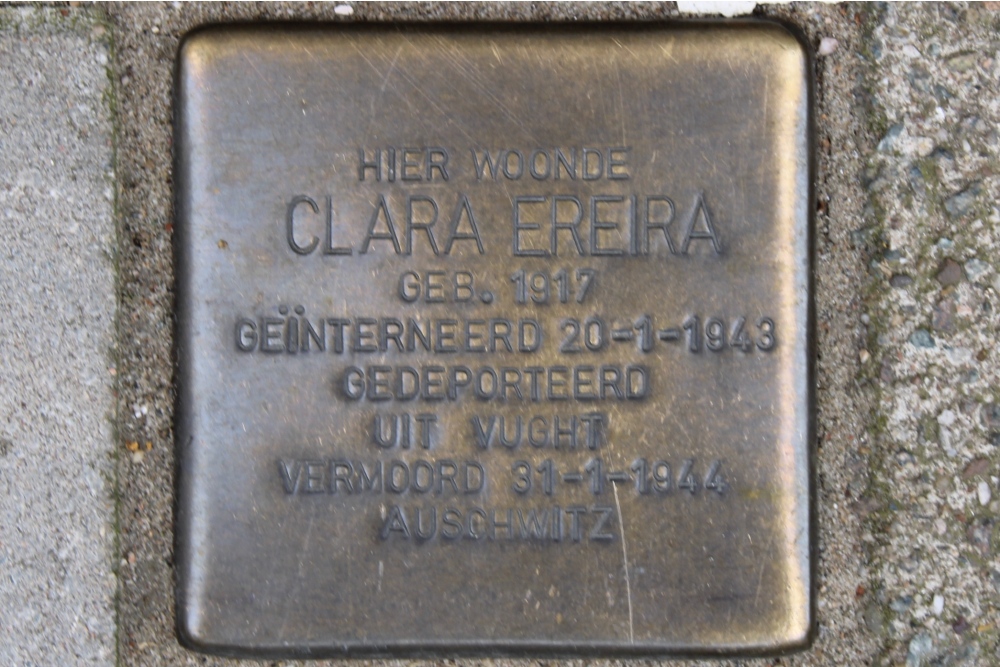 HIER WOONDE
CLARA EREIRA
GEB. 1917
GEÏNTERNEERD 20-1-1943
GEDEPORTEERD
UIT VUGHT
VERMOORD 31-1-1944
AUSCHWITZ